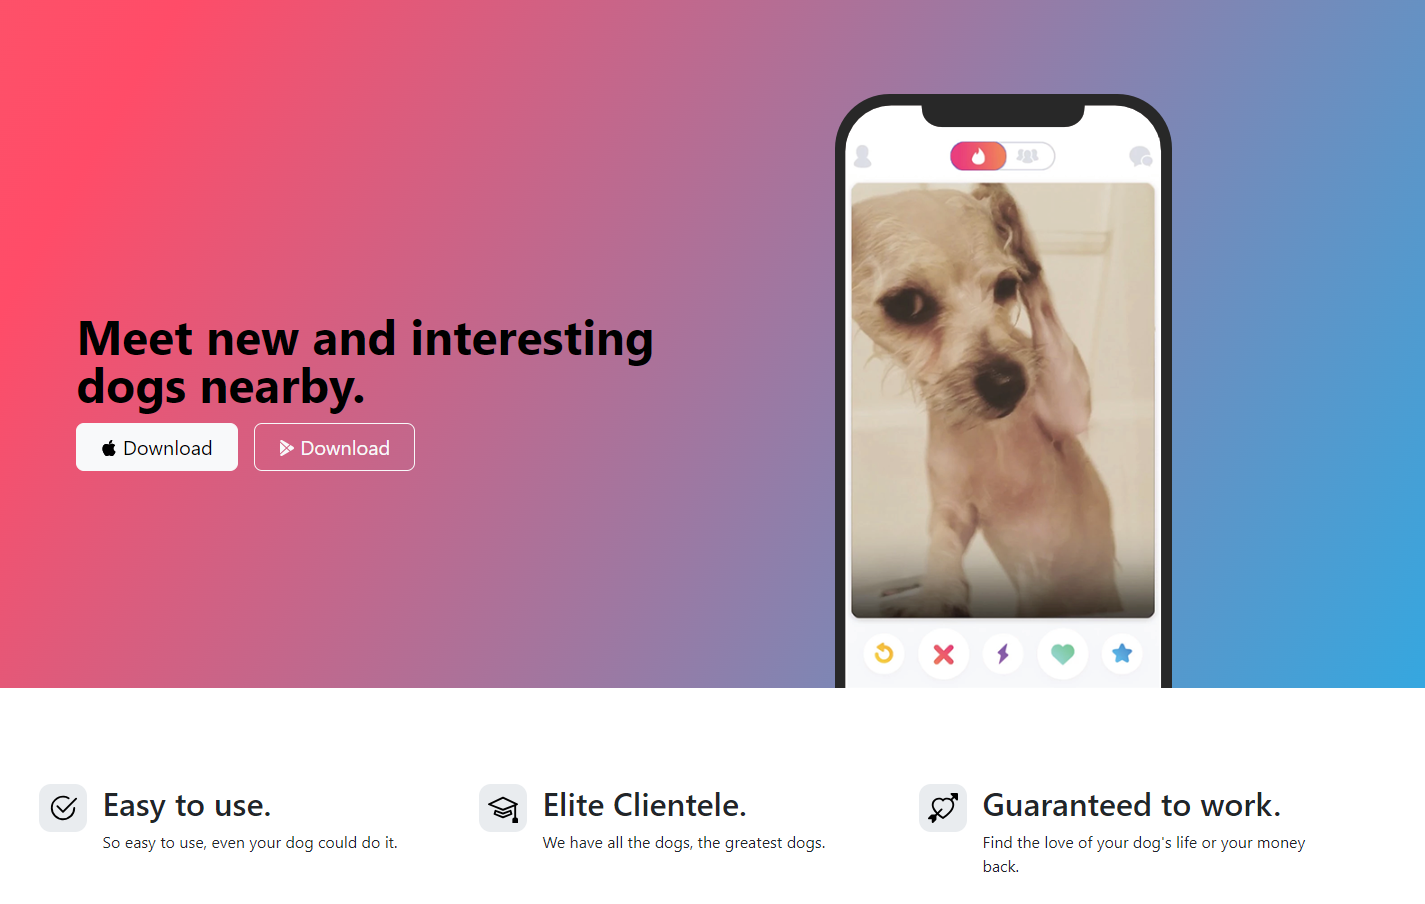 Meet new and interesting
dogs nearby.
Download
Download
Easy to use.
So easy to use, even your dog could do it.
Elite Clientele.
We have all the dogs, the greatest dogs.
Guaranteed to work.
Find the love of your dog's life or your money
back.